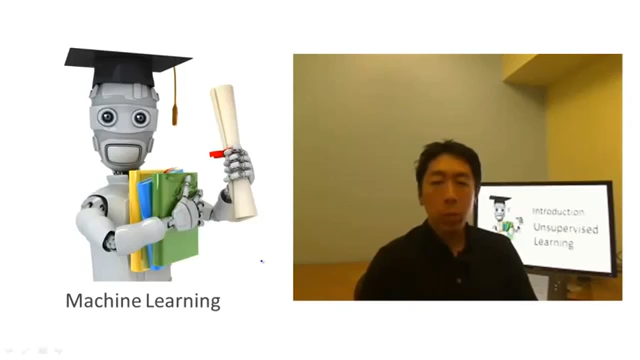 Machine Learning
Introduction
Unsupervised
Learning